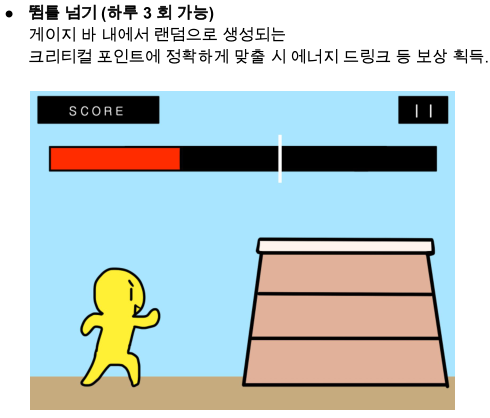 ● 뜀틀 넘기 (하루 3 회 가능)
게이지 바 내에서 랜덤으로 생성되는
크리티컬 포인트에 정확하게 맞출 시 에너지 드링크 등 보상 획득.
SCORE